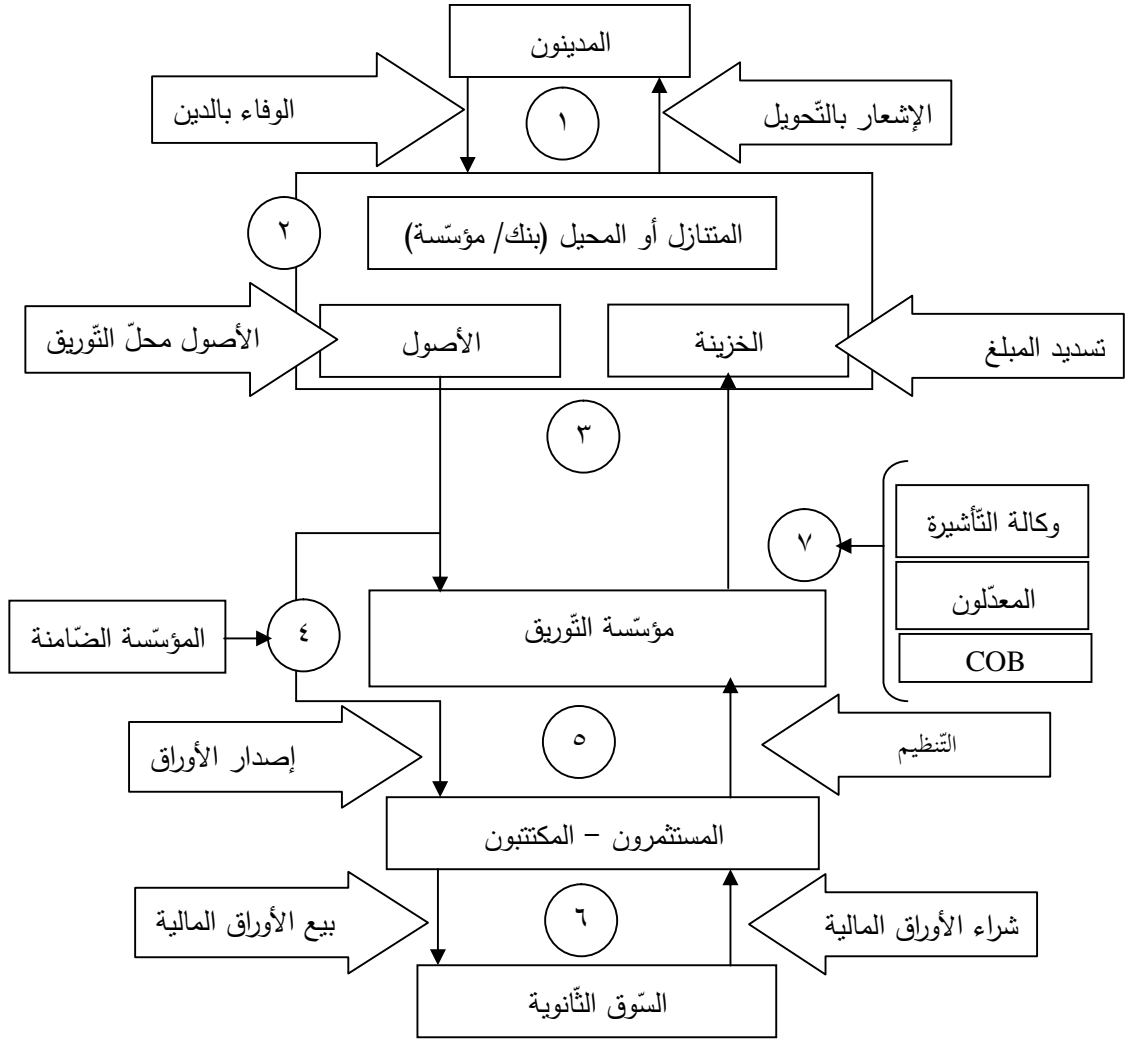 المدينون
الإشعار بالتّحويل
١
الوفاء بالدين
المتنازل أو المحيل (بنك/ مؤسّسة)
٢
تسديد المبلغ
الخزينة
الأصول
الأصول محلّ التّوريق
٣
وكالة التّأشيرة
المعدّلون
COB
٧
مؤسّسة التّوريق
٤
المؤسّسة الضّامنة
التّنظيم
٥
إصدار الأوراق
المستثمرون – المكتتبون
شراء الأوراق المالية
٦
بيع الأوراق المالية
السّوق الثّانوية